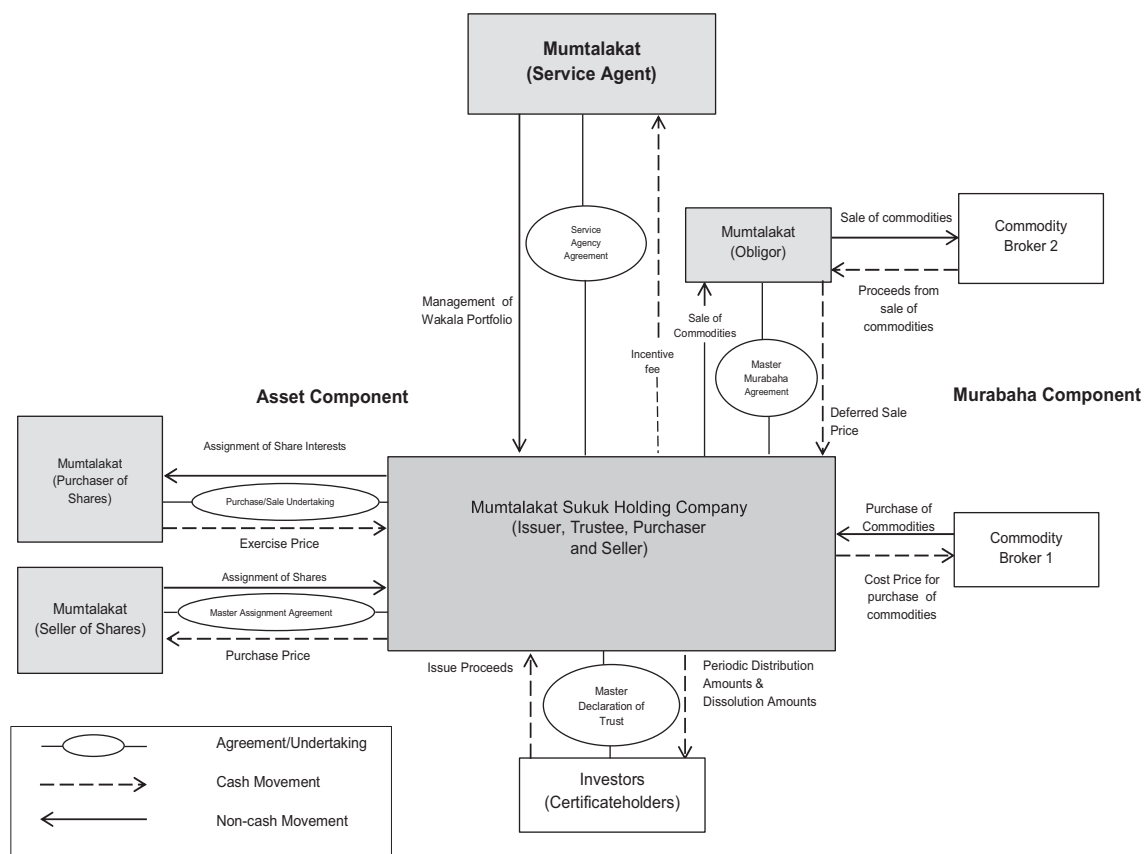 Mumtalakat
(Service Agent)
Service
Agency
Agreement
Management of
Wakala Portfolio
Incentive
fee
Mumtalakat
(Obligor)
Sale of commodities
Commodity
Broker 2
Proceeds from
sale of
commodities
Sale of
Commodities
Master
Murabaha
Agreement
Deferred Sale
Price
Asset Component
Murabaha Component
Mumtalakat
(Purchaser of
Shares)
Assignment of Share Interests
Purchase/Sale Undertaking
Exercise Price
Mumtalakat Sukuk Holding Company
(Issuer, Trustee, Purchaser
and Seller)
Purchase of
Commodities
Commodity
Broker 1
Cost Price for
purchase of
commodities
Mumtalakat
(Seller of Shares)
Assignment of Shares
Master Assignment Agreement
Purchase Price
Issue Proceeds
Master
Declaration of
Trust
Periodic Distribution
Amounts &
Dissolution Amounts
Investors
(Certificateholders)
Agreement/Undertaking
Cash Movement
Non-cash Movement